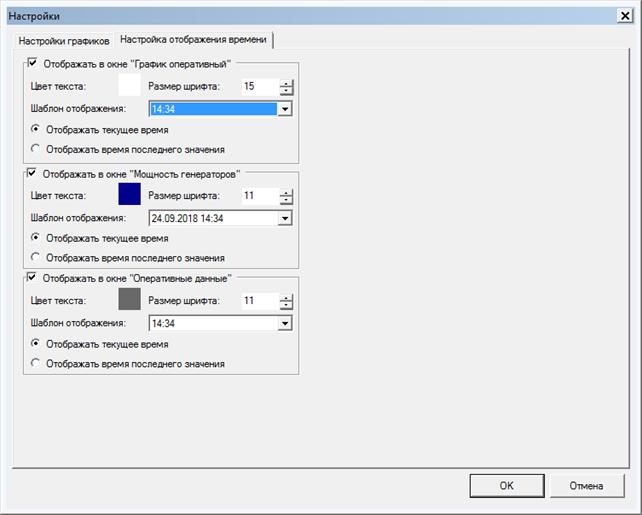 Настройки
Настройки графиков Настройка отображения времени
Отображать в окне "График оперативный"
Цвет текста: Размер шрифта: 15
Шаблон отображения: 14:34
Отображать текущее время
Отображать время последнего значения
Отображать в окне "Мощность генераторов"
Цвет текста: Размер шрифта: 11
Шаблон отображения: 24.09.2018 14:34
Отображать текущее время
Отображать время последнего значения
Отображать в окне "Оперативные данные"
Цвет текста: Размер шрифта: 11
Шаблон отображения: 14:34
Отображать текущее время
Отображать время последнего значения
OK Отмена